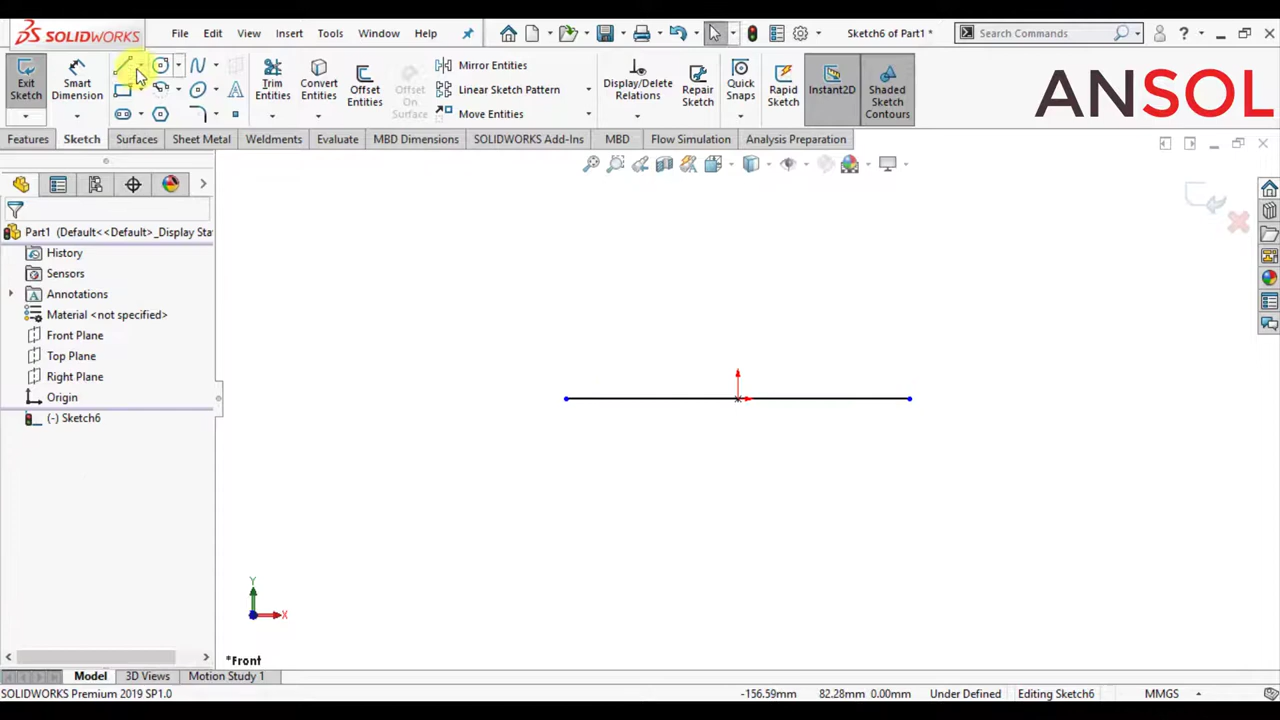 SOLIDWORKS
File Edit View Insert Tools Window Help
Sketch6 of Part1 *
Search Commands
ANSOL
Exit Sketch
Smart Dimension
Trim Entities
Convert Entities
Offset Entities
Offset On Surface
Mirror Entities
Linear Sketch Pattern
Move Entities
Display/Delete Relations
Repair Sketch
Quick Snaps
Rapid Sketch
Instant2D
Shaded Sketch Contours
Features Sketch Surfaces Sheet Metal Weldments Evaluate MBD Dimensions SOLIDWORKS Add-Ins MBD Flow Simulation Analysis Preparation
Part1 (Default<<Default>_Display Sta
History
Sensors
Annotations
Material <not specified>
Front Plane
Top Plane
Right Plane
Origin
(-) Sketch6
Y
X
*Front
Model 3D Views Motion Study 1
SOLIDWORKS Premium 2019 SP1.0
-156.59mm 82.28mm 0.00mm Under Defined Editing Sketch6 MMGS